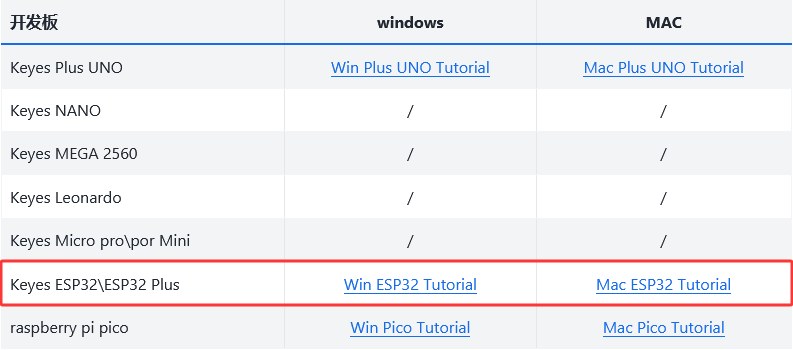 开发板 windows MAC
Keyes Plus UNO Win Plus UNO Tutorial Mac Plus UNO Tutorial
Keyes NANO / /
Keyes MEGA 2560 / /
Keyes Leonardo / /
Keyes Micro pro\por Mini / /
Keyes ESP32\ESP32 Plus Win ESP32 Tutorial Mac ESP32 Tutorial
raspberry pi pico Win Pico Tutorial Mac Pico Tutorial